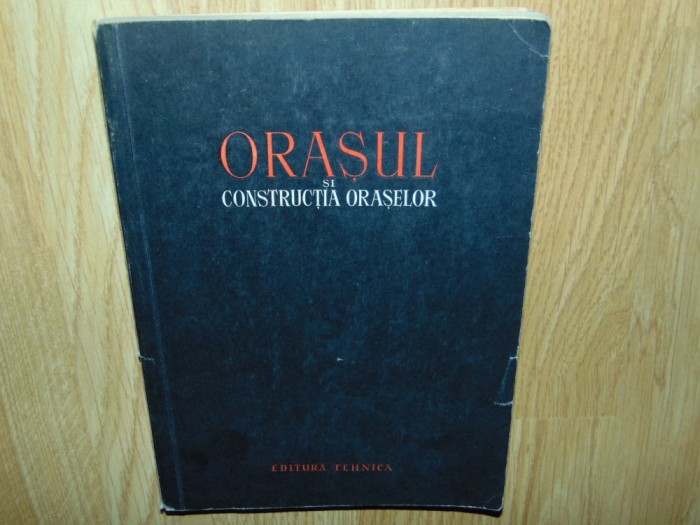 ORAȘUL
ȘI
CONSTRUCȚIA ORAȘELOR
EDITURA TEHNICA